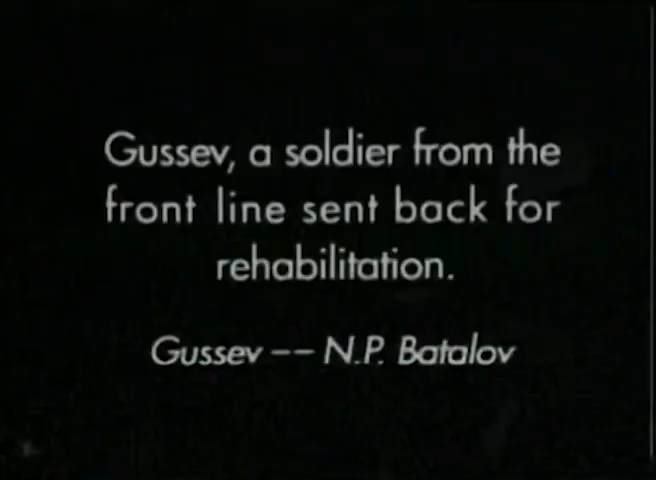 Gussev, a soldier from the
front line sent back for
rehabilitation.
Gussev -- N.P. Batalov